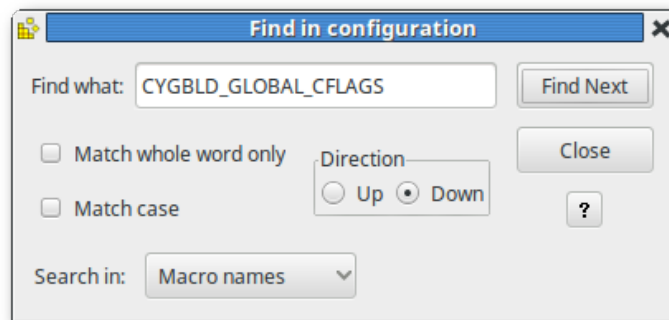 Find in configuration
Find what: CYGBLD_GLOBAL_CFLAGS Find Next
Match whole word only Direction Close
Up Down
Match case ?
Search in: Macro names